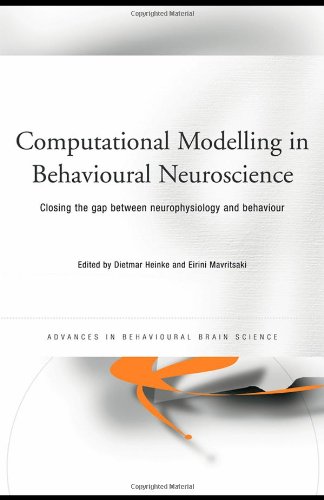 Computational Modelling in
Behavioural Neuroscience
Closing the gap between neurophysiology and behaviour
Edited by Dietmar Heinke and Eirini Mavritsaki
ADVANCES IN BEHAVIOURAL BRAIN SCIENCE